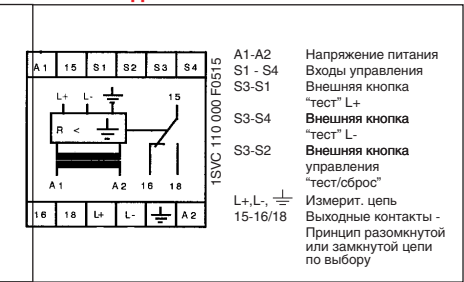 A1 15 S1 S2 S3 S4
L+ L- 15
R <
A1 A2 16 18
16 18 L+ L- A2
1SVC 110 000 F0515
A1-A2 Напряжение питания
S1 - S4 Входы управления
S3-S1 Внешняя кнопка
“тест” L+
S3-S4 Внешняя кнопка
“тест” L-
S3-S2 Внешняя кнопка
управления
“тест/сброс”
L+,L-, Измерит. цепь
15-16/18 Выходные контакты -
Принцип разомкнутой
или замкнутой цепи
по выбору